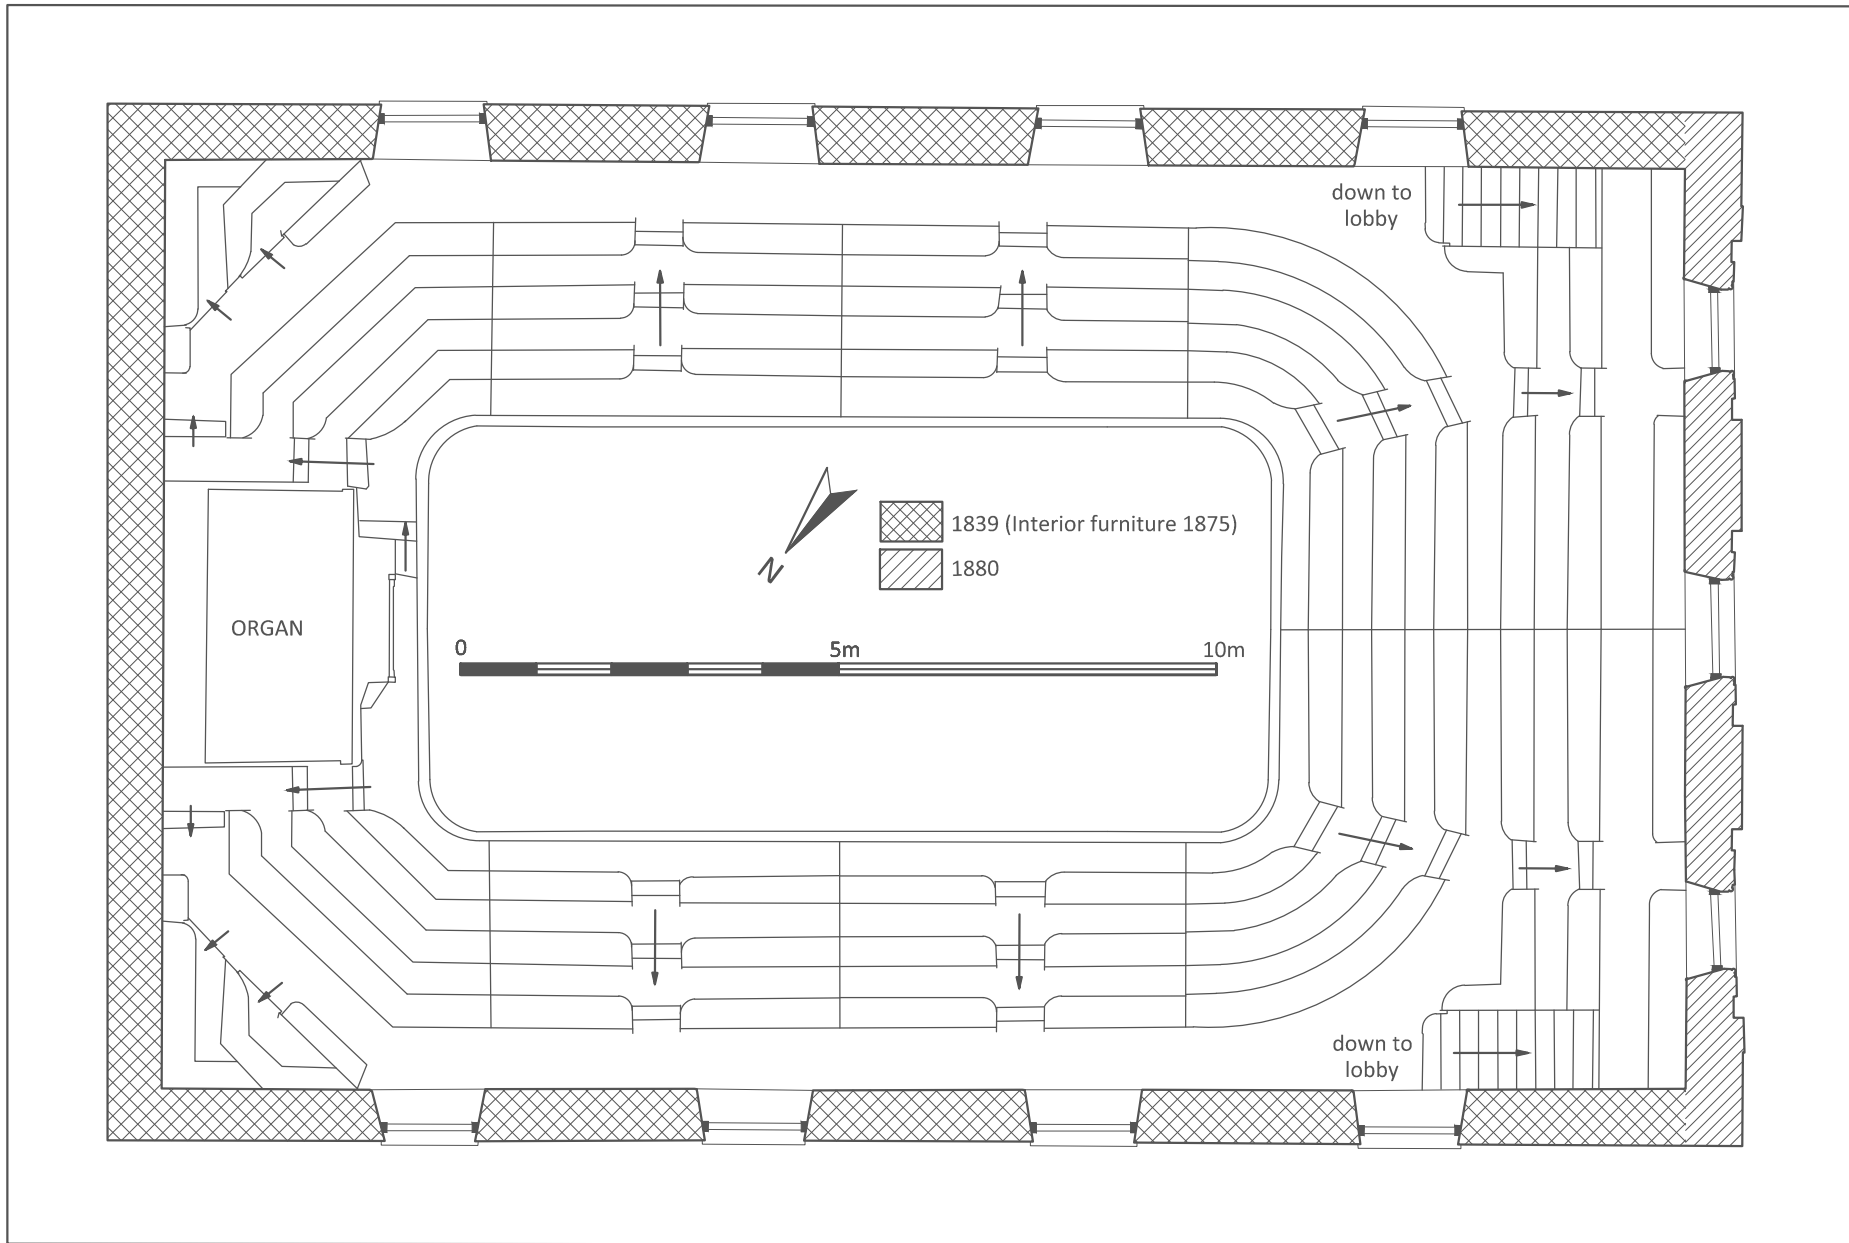 down to
lobby
N
1839 (Interior furniture 1875)
1880
ORGAN
0
5m
10m
down to
lobby